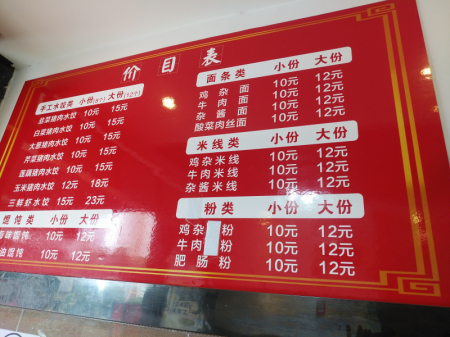 价目表
手工水饺类 小份(8个) 大份(12个)
韭菜猪肉水饺 10元 15元
白菜猪肉水饺 10元 15元
大葱猪肉水饺 10元 15元
芹菜猪肉水饺 10元 15元
莲藕猪肉水饺 10元 15元
玉米猪肉水饺 12元 18元
三鲜虾水饺 15元 23元
馄饨类 小份 大份
味馄饨 10元 12元
油馄饨 10元 12元
面条类 小份 大份
鸡杂面 10元 12元
牛肉面 10元 12元
杂酱面 10元 12元
酸菜肉丝面 10元 12元
米线类 小份 大份
鸡杂米线 10元 12元
牛肉米线 10元 12元
杂酱米线 10元 12元
粉类 小份 大份
鸡杂 粉 10元 12元
牛肉 粉 10元 12元
肥肠粉 10元 12元